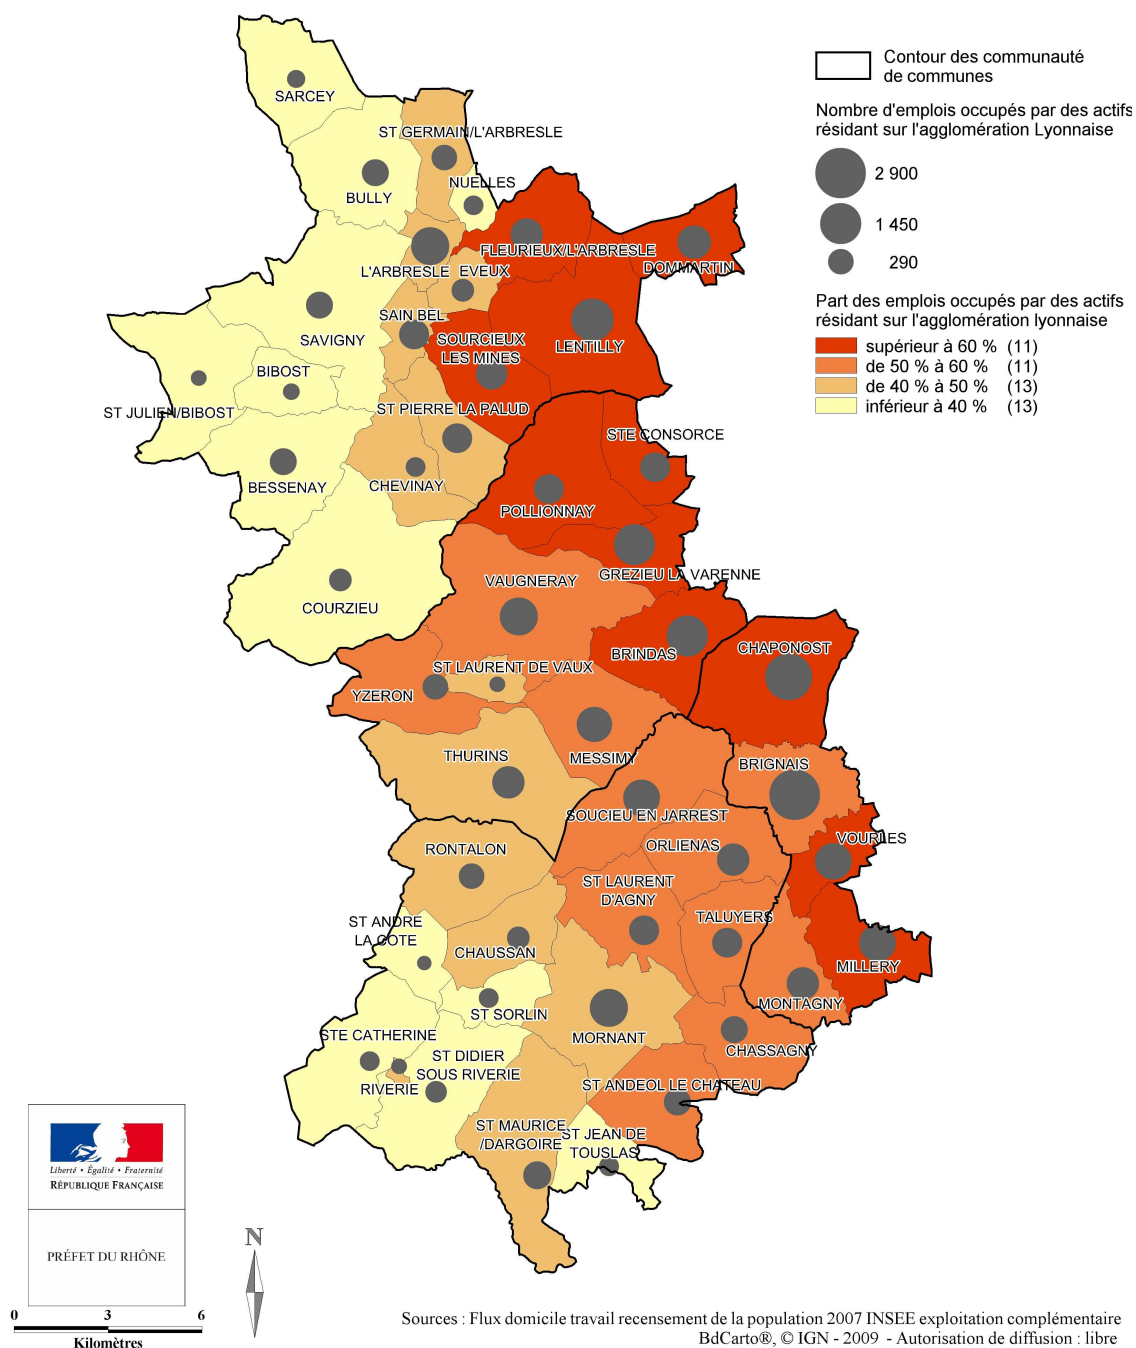 Contour des communauté
de communes
Nombre d'emplois occupés par des actifs
résidant sur l'agglomération Lyonnaise
2 900
1 450
290
Part des emplois occupés par des actifs
résidant sur l'agglomération lyonnaise
supérieur à 60 % (11)
de 50 % à 60 % (11)
de 40 % à 50 % (13)
inférieur à 40 % (13)
SARCEY
ST GERMAIN/L'ARBRESLE
BULLY
NUELLES
FLEURIEUX/L'ARBRESLE
DOMMARTIN
L'ARBRESLE
EVEUX
SAIN BEL
SAVIGNY
SOURCIEUX
LES MINES
LENTILLY
BIBOST
ST JULIEN/BIBOST
ST PIERRE LA PALUD
STE CONSORCE
BESSENAY
CHEVINAY
POLLIONNAY
GREZIEU LA VARENNE
VAUGNERAY
COURZIEU
BRINDAS
CHAPONOST
ST LAURENT DE VAUX
YZERON
MESSIMY
THURINS
BRIGNAIS
SOUCIEU EN JARREST
VOURLES
ORLIENAS
RONTALON
ST LAURENT
D'AGNY
TALUYERS
ST ANDRE
LA COTE
CHAUSSAN
MILLERY
MONTAGNY
ST SORLIN
MORNANT
STE CATHERINE
CHASSAGNY
ST DIDIER
SOUS RIVERIE
RIVERIE
ST ANDEOL LE CHATEAU
ST MAURICE
/DARGOIRE
ST JEAN DE
TOUSLAS
Liberté • Égalité • Fraternité
RÉPUBLIQUE FRANÇAISE
PRÉFET DU RHÔNE
N
0 3 6
Kilomètres
Sources : Flux domicile travail recensement de la population 2007 INSEE exploitation complémentaire
BdCarto®, © IGN - 2009 - Autorisation de diffusion : libre